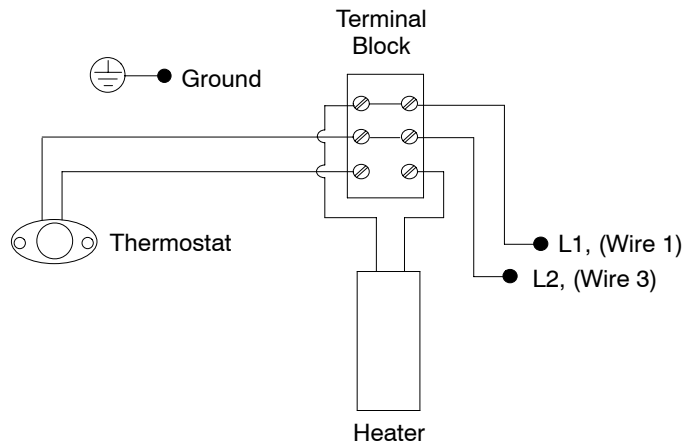 Terminal
Block
Ground
Thermostat
L1, (Wire 1)
L2, (Wire 3)
Heater